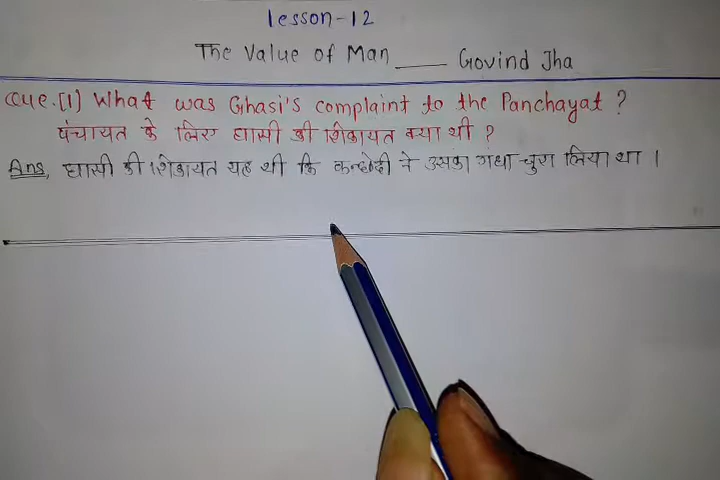 lesson-12
The Value of Man ___ Govind Jha
Que.[1] What was Ghasi's complaint to the Panchayat ?
पंचायत के लिए घासी की शिकायत क्या थी ?
Ans, घासी की शिकायत यह थी कि कन्छेदी ने उसका गधा चुरा लिया था ।